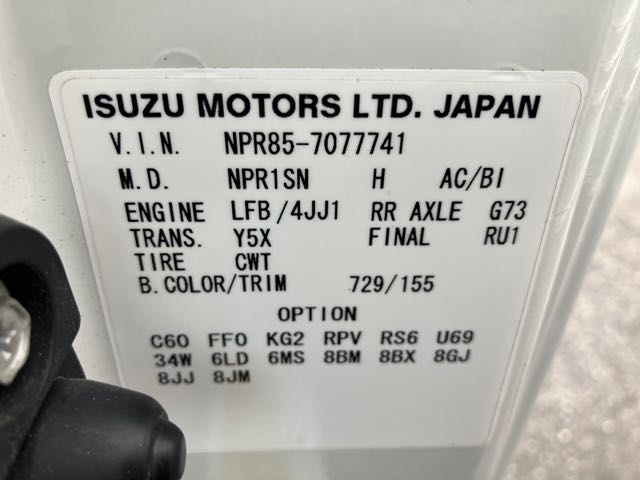 ISUZU MOTORS LTD. JAPAN
V.I.N. NPR85-7077741
M.D. NPR1SN H AC/BI
ENGINE LFB/4JJ1 RR AXLE G73
TRANS. Y5X FINAL RU1
TIRE CWT
B.COLOR/TRIM 729/155
OPTION
C60 FF0 KG2 RPV RS6 U69
34W 6LD 6MS 8BM 8BX 8GJ
8JJ 8JM